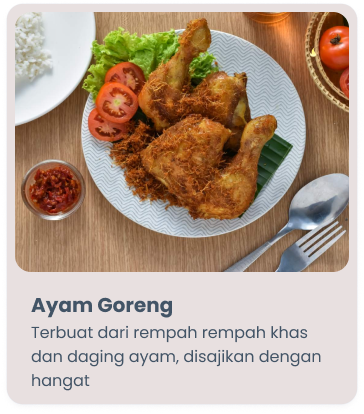 Ayam Goreng
Terbuat dari rempah rempah khas
dan daging ayam, disajikan dengan
hangat